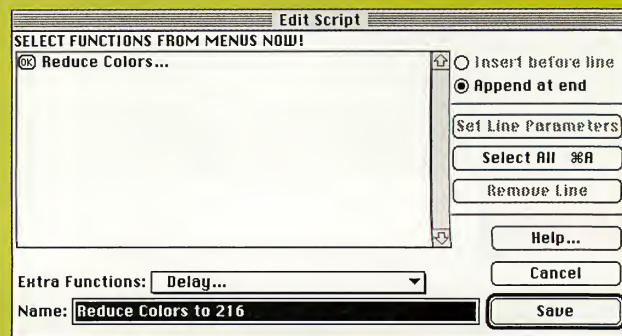 Edit Script
SELECT FUNCTIONS FROM MENUS NOW!
OK Reduce Colors...
Insert before line
Append at end
Set Line Parameters
Select All ⌘A
Remove Line
Help...
Cancel
Extra Functions: Delay...
Name: Reduce Colors to 216
Save